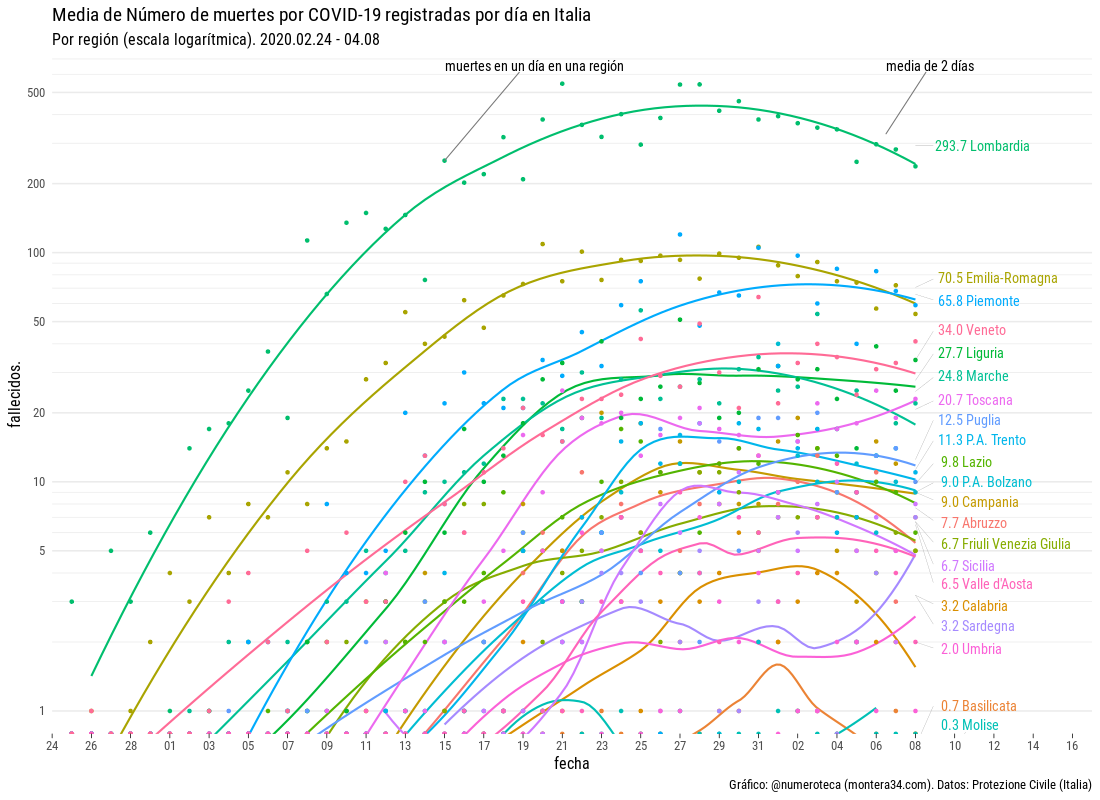 Media de Número de muertes por COVID-19 registradas por día en Italia
Por región (escala logarítmica). 2020.02.24 - 04.08
muertes en un día en una región
media de 2 días
fallecidos.
500
200
100
50
20
10
5
1
293.7 Lombardia
70.5 Emilia-Romagna
65.8 Piemonte
34.0 Veneto
27.7 Liguria
24.8 Marche
20.7 Toscana
12.5 Puglia
11.3 P.A. Trento
9.8 Lazio
9.0 P.A. Bolzano
9.0 Campania
7.7 Abruzzo
6.7 Friuli Venezia Giulia
6.7 Sicilia
6.5 Valle d'Aosta
3.2 Calabria
3.2 Sardegna
2.0 Umbria
0.7 Basilicata
0.3 Molise
24 26 28 01 03 05 07 09 11 13 15 17 19 21 23 25 27 29 31 02 04 06 08 10 12 14 16
fecha
Gráfico: @numeroteca (montera34.com). Datos: Protezione Civile (Italia)